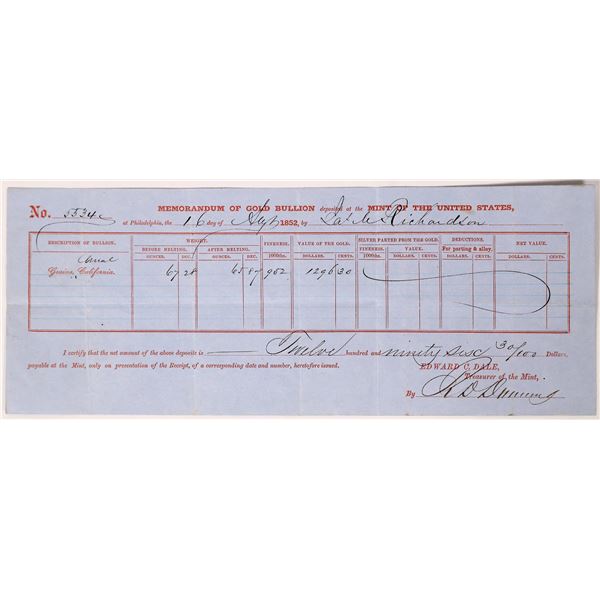 No. 5534
MEMORANDUM OF GOLD BULLION deposited at the MINT OF THE UNITED STATES,
at Philadelphia, the 16 day of 1852, by Jas M Richardson
DESCRIPTION OF BULLION. WEIGHT. FINENESS. VALUE OF THE GOLD. SILVER PARTED FROM THE GOLD. DEDUCTIONS. NET VALUE.
BEFORE MELTING. AFTER MELTING. FINENESS. VALUE. For parting & alloy.
OUNCES. DEC. OUNCES. DEC. 1000ths. DOLLARS. CENTS. 1000ths. DOLLARS. CENTS. DOLLARS. CENTS. DOLLARS. CENTS.
Grains, California. 67 28 65 87 902 1296 30
I certify that the net amount of the above deposite is Twelve hundred and ninety six 30/100 Dollars,
payable at the Mint, only on presentation of the Receipt, of a corresponding date and number, heretofore issued.
EDWARD C. DALE,
Treasurer of the Mint,
By